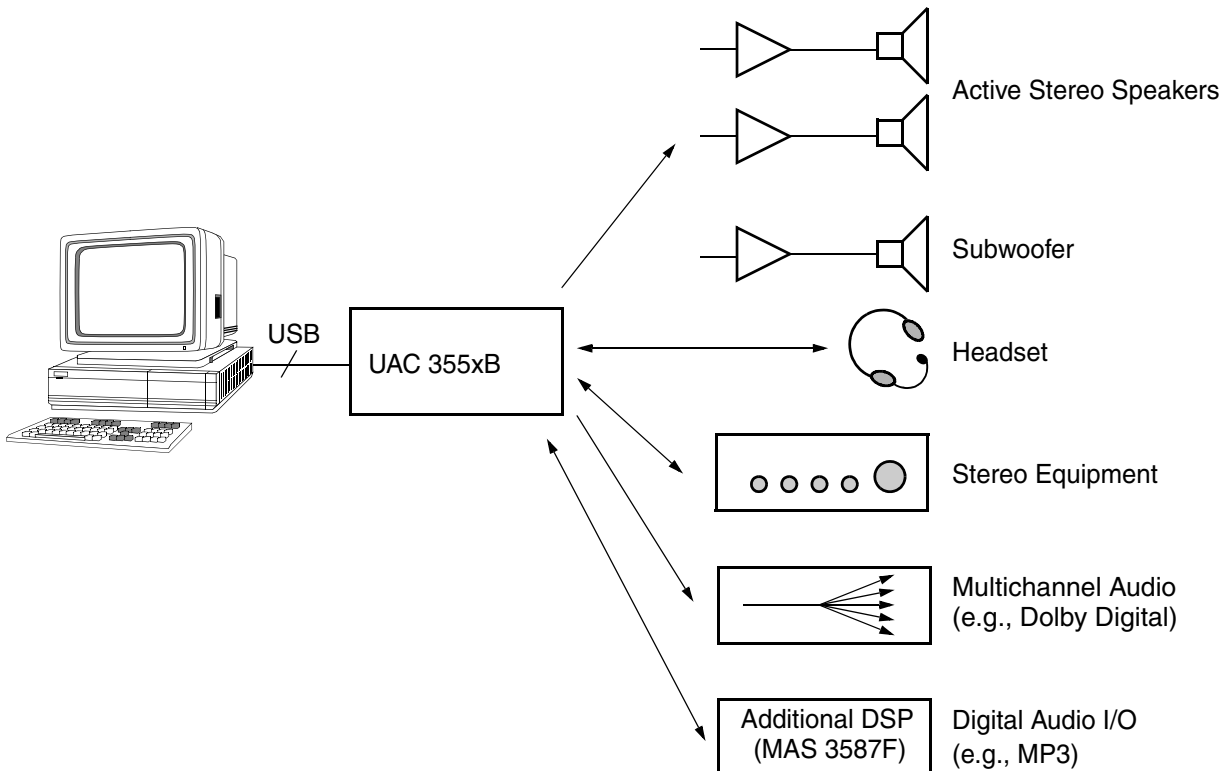 Active Stereo Speakers
Subwoofer
USB
UAC 355xB
Headset
Stereo Equipment
Multichannel Audio
(e.g., Dolby Digital)
Additional DSP
(MAS 3587F)
Digital Audio I/O
(e.g., MP3)